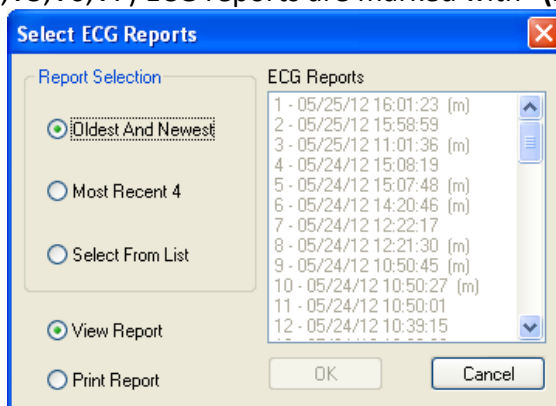 ECG reports are marked with
Select ECG Reports
Report Selection
Oldest And Newest
Most Recent 4
Select From List
View Report
Print Report
ECG Reports
1 - 05/25/12 16:01:23 (m)
2 - 05/25/12 15:58:59
3 - 05/25/12 11:01:36 (m)
4 - 05/24/12 15:08:19
5 - 05/24/12 15:07:48 (m)
6 - 05/24/12 14:20:46 (m)
7 - 05/24/12 12:22:17
8 - 05/24/12 12:21:30 (m)
9 - 05/24/12 10:50:45 (m)
10 - 05/24/12 10:50:27 (m)
11 - 05/24/12 10:50:01
12 - 05/24/12 10:39:15
OK
Cancel